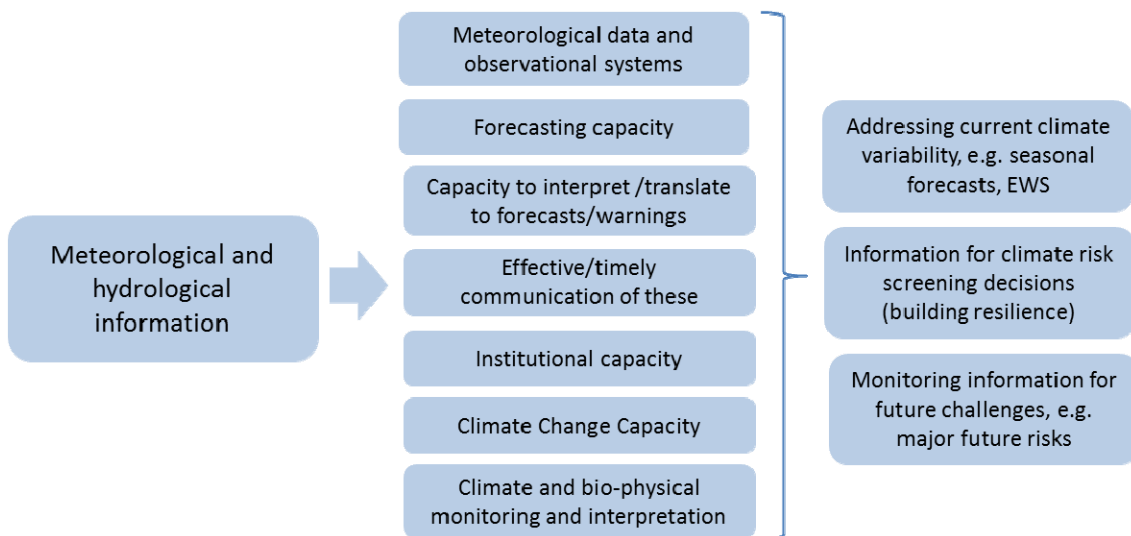 Meteorological and
hydrological
information
Meteorological data and
observational systems
Forecasting capacity
Capacity to interpret /translate
to forecasts/warnings
Effective/timely
communication of these
Institutional capacity
Climate Change Capacity
Climate and bio-physical
monitoring and interpretation
Addressing current climate
variability, e.g. seasonal
forecasts, EWS
Information for climate risk
screening decisions
(building resilience)
Monitoring information for
future challenges, e.g.
major future risks